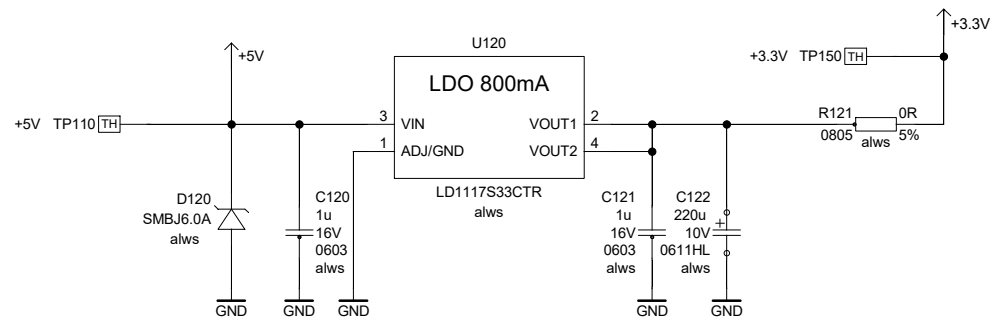 +3.3V
U120
+5V
+3.3V TP150 TH
LDO 800mA
+5V TP110 TH
3 VIN VOUT1 2
R121 0R
0805 5%
alws
1 ADJ/GND VOUT2 4
LD1117S33CTR
alws
D120
SMBJ6.0A
alws
C120
1u
16V
0603
alws
C121
1u
16V
0603
alws
C122
220u
+
10V
0611HL
alws
GND GND GND GND GND